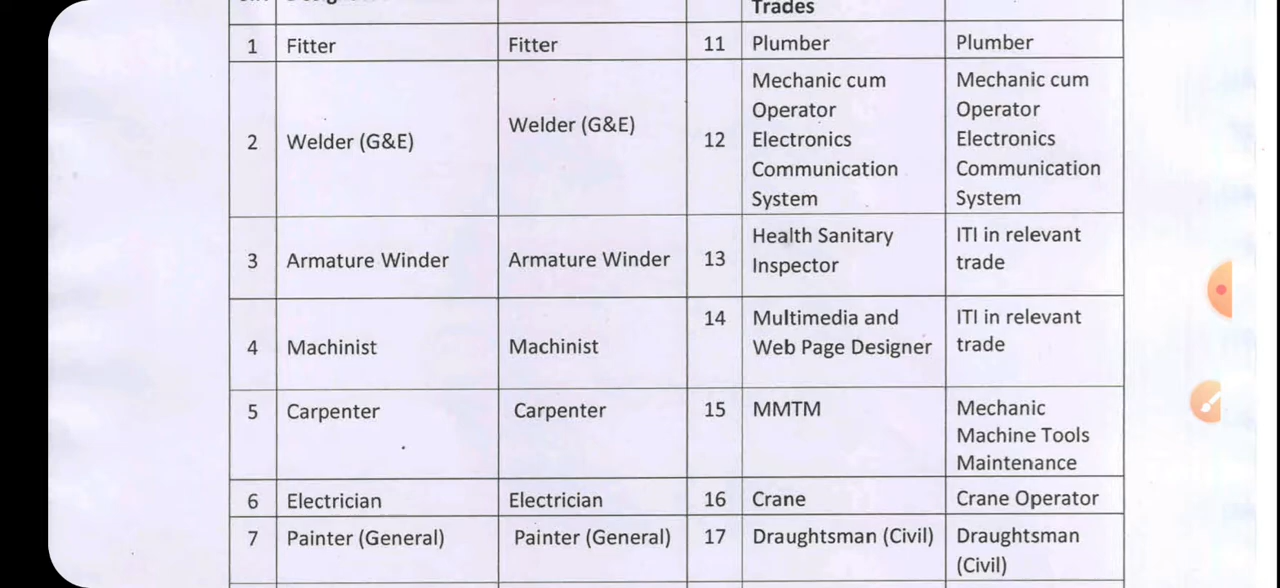 Trades
1 Fitter Fitter 11 Plumber Plumber
2 Welder (G&E) Welder (G&E) 12 Mechanic cum Operator Electronics Communication System Mechanic cum Operator Electronics Communication System
3 Armature Winder Armature Winder 13 Health Sanitary Inspector ITI in relevant trade
4 Machinist Machinist 14 Multimedia and Web Page Designer ITI in relevant trade
5 Carpenter Carpenter 15 MMTM Mechanic Machine Tools Maintenance
6 Electrician Electrician 16 Crane Crane Operator
7 Painter (General) Painter (General) 17 Draughtsman (Civil) Draughtsman (Civil)